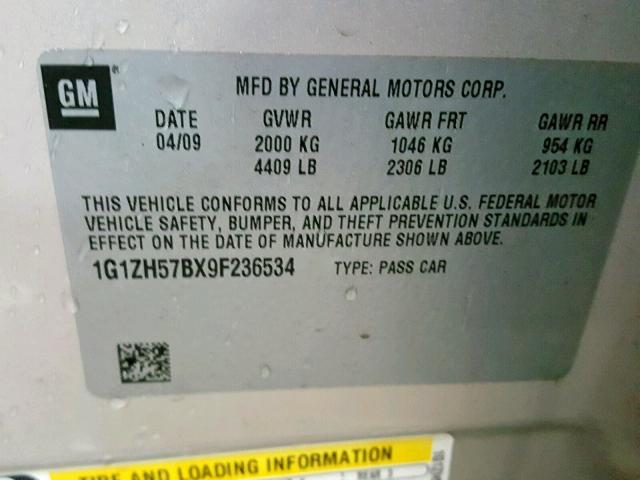 GM
MFD BY GENERAL MOTORS CORP.
DATE GVWR GAWR FRT GAWR RR
04/09 2000 KG 1046 KG 954 KG
4409 LB 2306 LB 2103 LB
THIS VEHICLE CONFORMS TO ALL APPLICABLE U.S. FEDERAL MOTOR
VEHICLE SAFETY, BUMPER, AND THEFT PREVENTION STANDARDS IN
EFFECT ON THE DATE OF MANUFACTURE SHOWN ABOVE.
1G1ZH57BX9F236534 TYPE: PASS CAR
TIRE AND LOADING INFORMATION